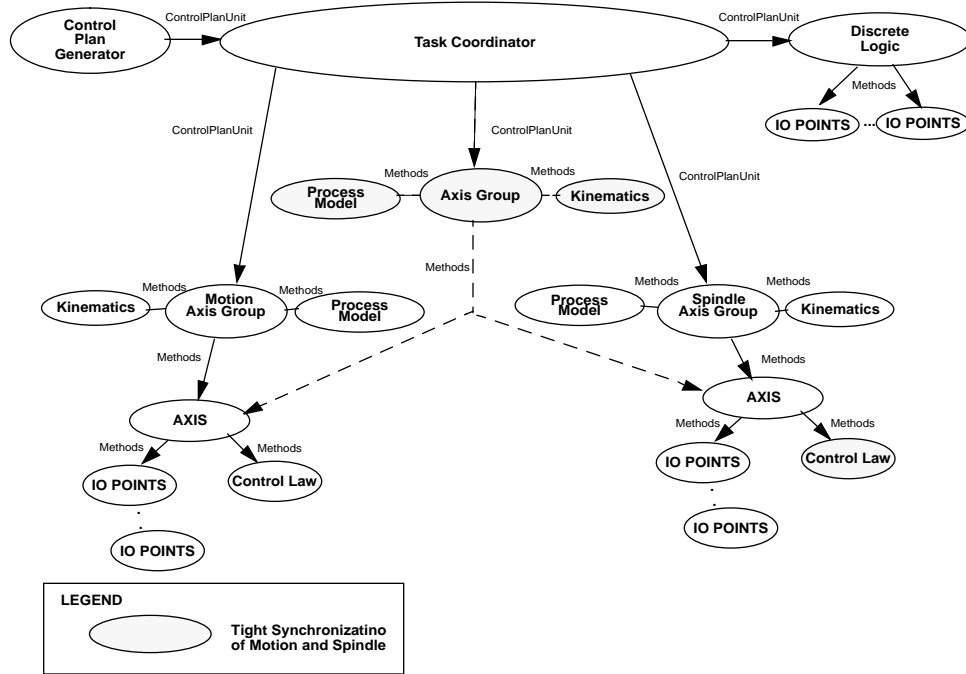 Control
Plan
Generator
ControlPlanUnit
Task Coordinator
ControlPlanUnit
Discrete
Logic
Methods
IO POINTS
...
IO POINTS
ControlPlanUnit
ControlPlanUnit
ControlPlanUnit
Process
Model
Methods
Axis Group
Methods
Kinematics
Methods
Kinematics
Methods
Motion
Axis Group
Methods
Process
Model
Process
Model
Methods
Spindle
Axis Group
Methods
Kinematics
Methods
Methods
AXIS
AXIS
Methods
Methods
IO POINTS
Control Law
Methods
Methods
IO POINTS
Control Law
IO POINTS
IO POINTS
LEGEND
Tight Synchronizatino
of Motion and Spindle